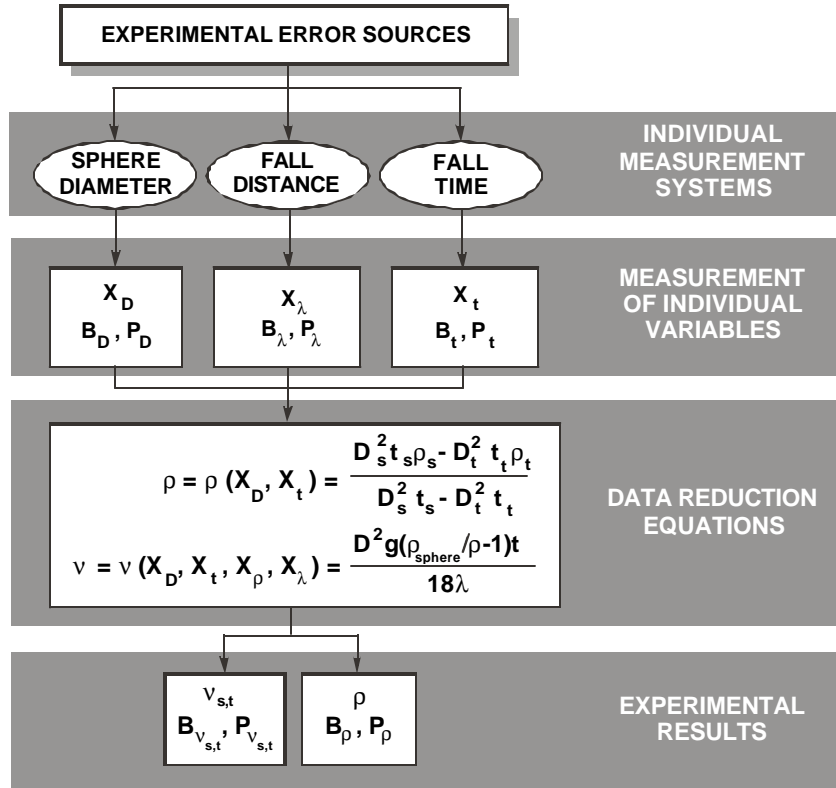 EXPERIMENTAL ERROR SOURCES
SPHERE
DIAMETER
FALL
DISTANCE
FALL
TIME
INDIVIDUAL
MEASUREMENT
SYSTEMS
X_D
B_D, P_D
X_λ
B_λ, P_λ
X_t
B_t, P_t
MEASUREMENT
OF INDIVIDUAL
VARIABLES
ρ = ρ (X_D, X_t) = (D_s^2 t_s ρ_s - D_t^2 t_t ρ_t) / (D_s^2 t_s - D_t^2 t_t)
ν = ν (X_D, X_t, X_ρ, X_λ) = D^2 g(ρ_sphere/ρ-1)t / 18λ
DATA REDUCTION
EQUATIONS
ν_s,t
B_ν_s,t, P_ν_s,t
ρ
B_ρ, P_ρ
EXPERIMENTAL
RESULTS